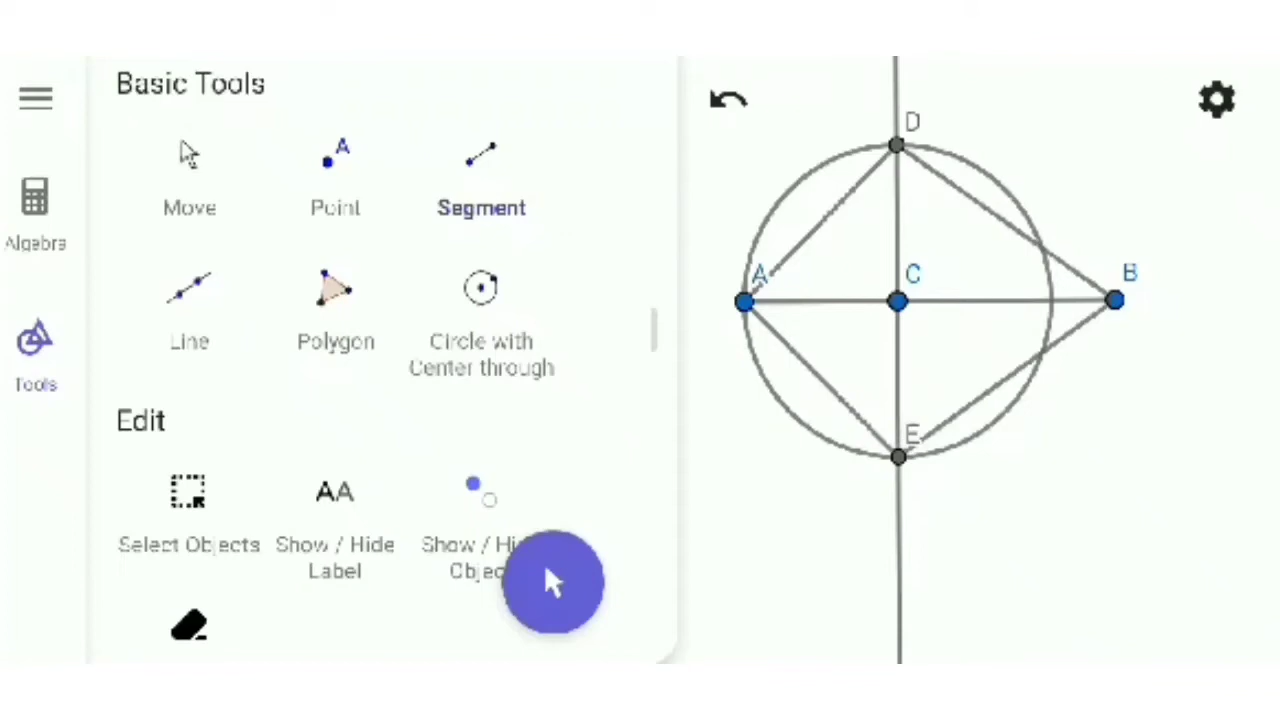 Basic Tools
Move
Point
A
Segment
Line
Polygon
Circle with
Center through
Edit
Select Objects
AA
Show / Hide
Label
Show / Hi
Objec
Algebra
Tools
D
A
C
B
E